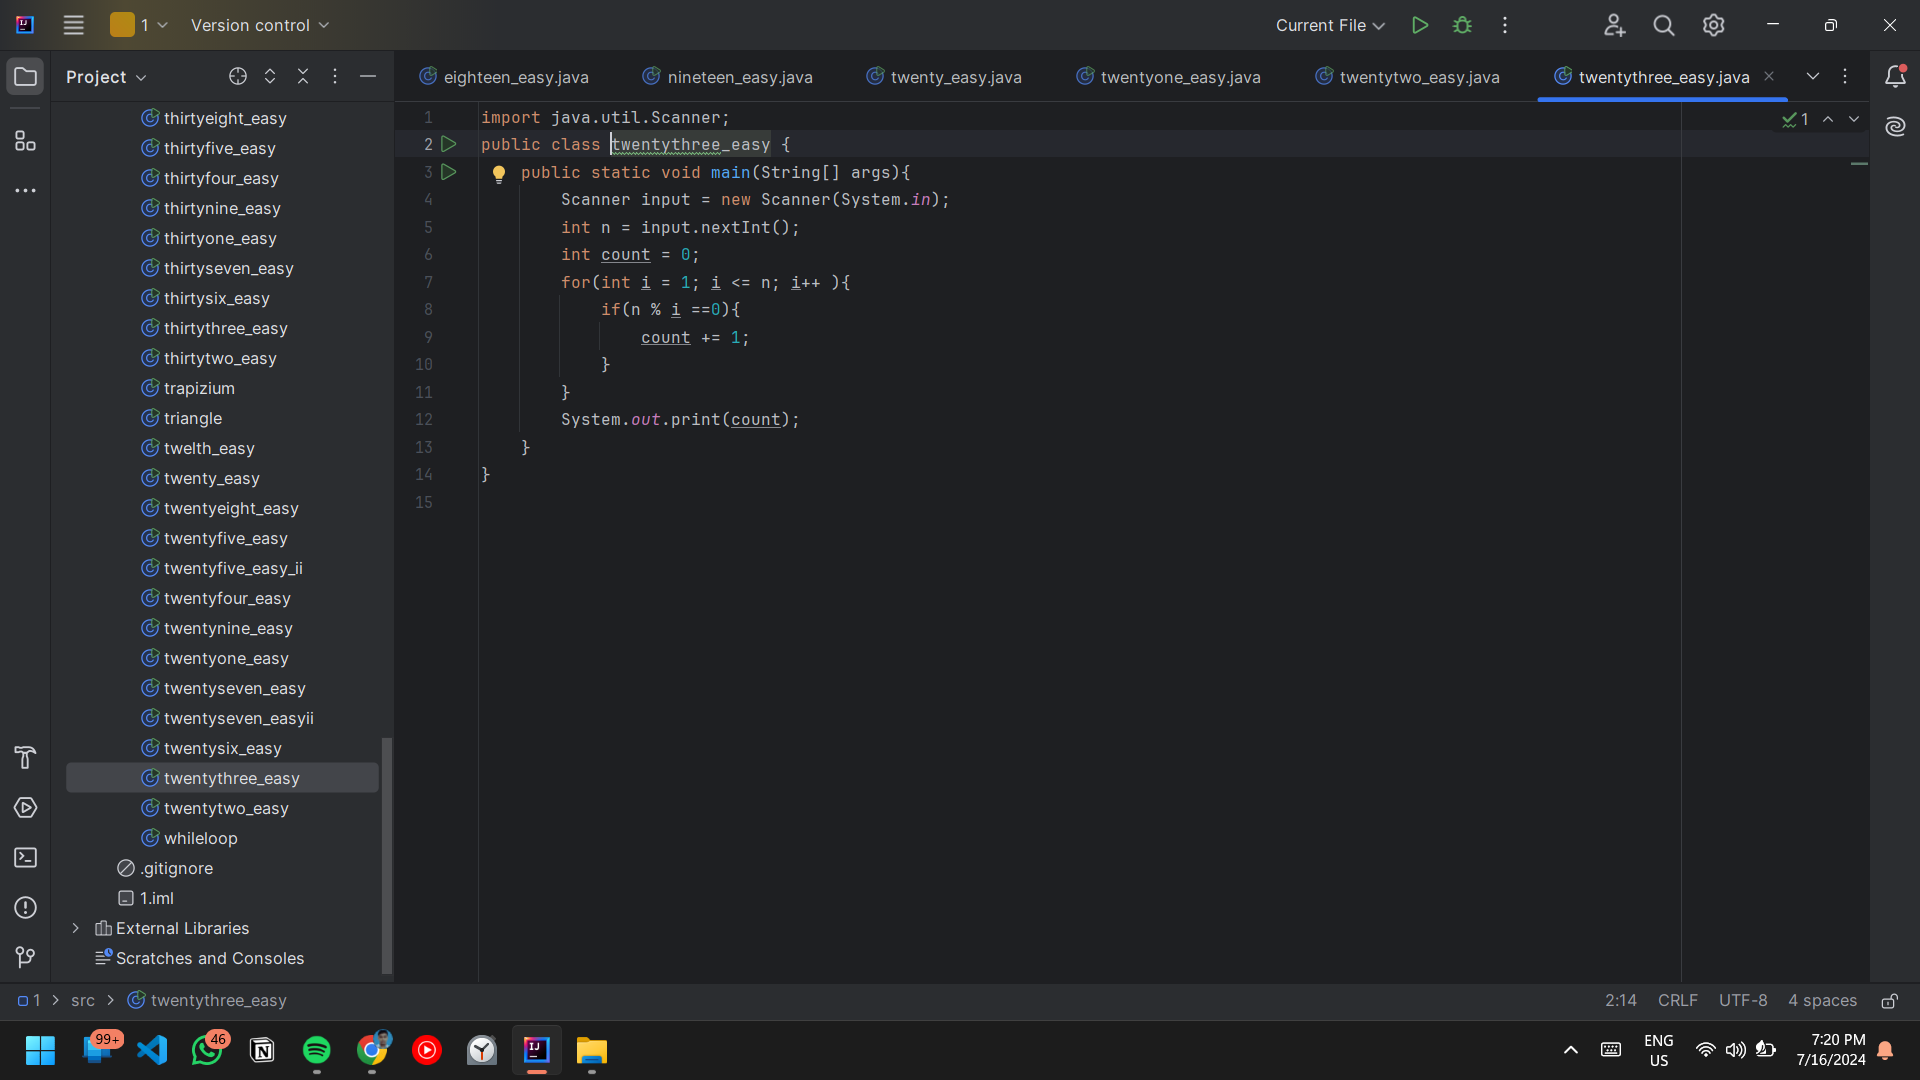 1
Version control
Current File
Project
eighteen_easy.java
nineteen_easy.java
twenty_easy.java
twentyone_easy.java
twentytwo_easy.java
twentythree_easy.java
thirtyeight_easy
thirtyfive_easy
thirtyfour_easy
thirtynine_easy
thirtyone_easy
thirtyseven_easy
thirtysix_easy
thirtythree_easy
thirtytwo_easy
trapizium
triangle
twelth_easy
twenty_easy
twentyeight_easy
twentyfive_easy
twentyfive_easy_ii
twentyfour_easy
twentynine_easy
twentyone_easy
twentyseven_easy
twentyseven_easyii
twentysix_easy
twentythree_easy
twentytwo_easy
whileloop
.gitignore
1.iml
External Libraries
Scratches and Consoles
1 import java.util.Scanner;
2 public class twentythree_easy {
3 public static void main(String[] args){
4 Scanner input = new Scanner(System.in);
5 int n = input.nextInt();
6 int count = 0;
7 for(int i = 1; i <= n; i++ ){
8 if(n % i ==0){
9 count += 1;
10 }
11 }
12 System.out.print(count);
13 }
14 }
15
1
1 > src > twentythree_easy
2:14 CRLF UTF-8 4 spaces
99+
46
ENG
US
7:20 PM
7/16/2024